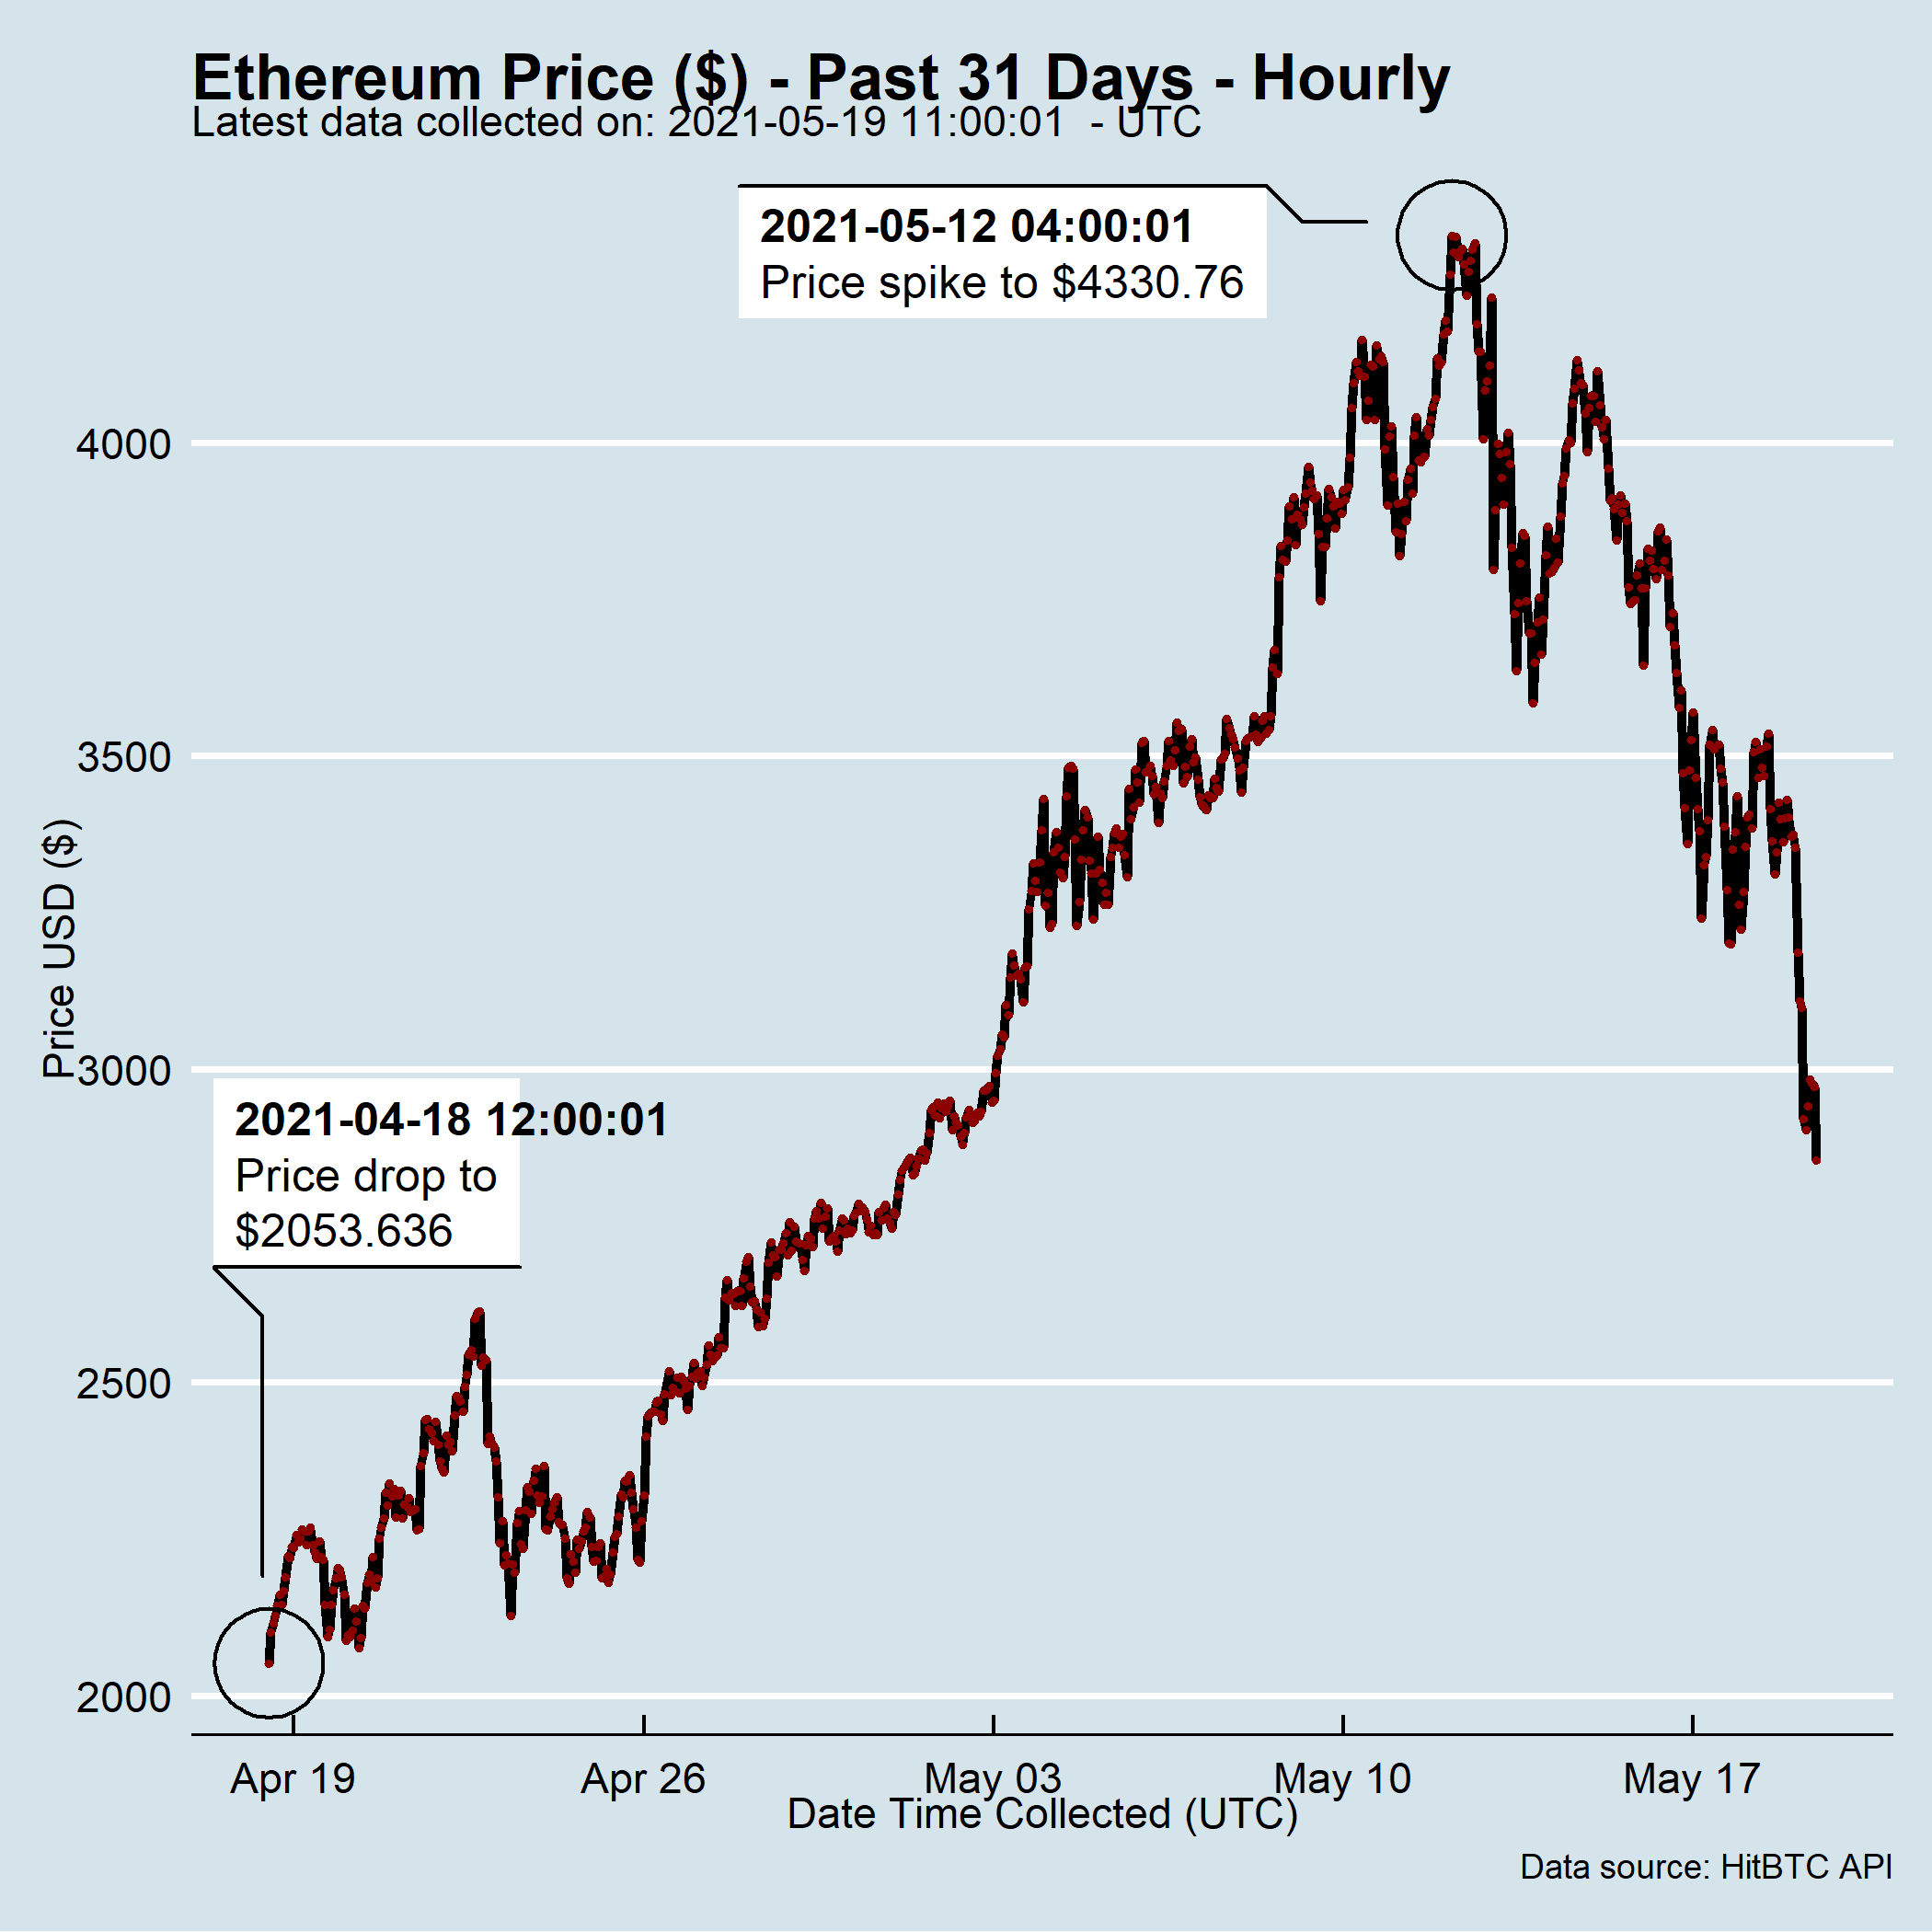 Ethereum Price ($) - Past 31 Days - Hourly
Latest data collected on: 2021-05-19 11:00:01  - UTC
2021-05-12 04:00:01
Price spike to $4330.76
4000
3500
3000
2500
2000
Price USD ($)
2021-04-18 12:00:01
Price drop to
$2053.636
Apr 19
Apr 26
May 03
May 10
May 17
Date Time Collected (UTC)
Data source: HitBTC API